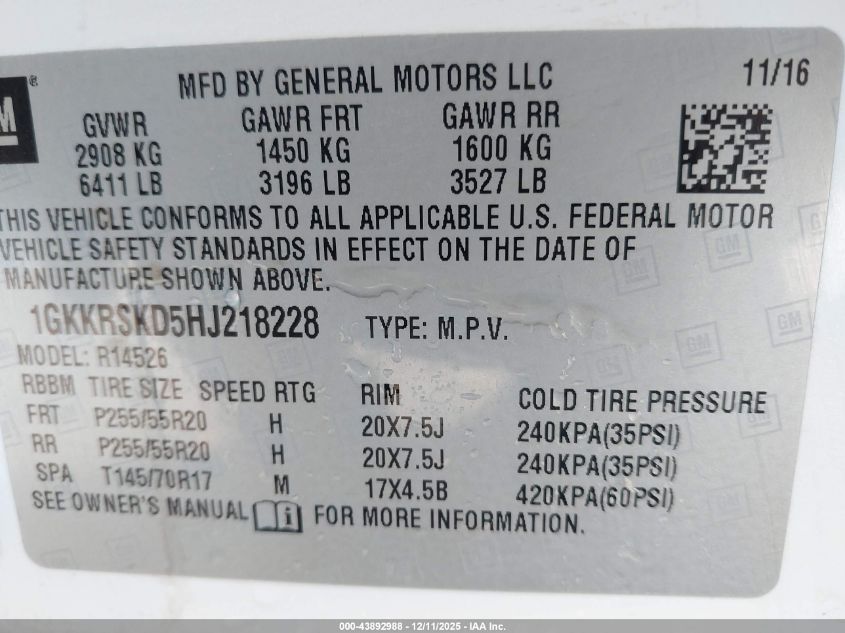 GM ®
MFD BY GENERAL MOTORS LLC 11/16
GVWR GAWR FRT GAWR RR
2908 KG 1450 KG 1600 KG
6411 LB 3196 LB 3527 LB
THIS VEHICLE CONFORMS TO ALL APPLICABLE U.S. FEDERAL MOTOR
VEHICLE SAFETY STANDARDS IN EFFECT ON THE DATE OF
MANUFACTURE SHOWN ABOVE.
1GKKRSKD5HJ218228 TYPE: M.P.V.
MODEL: R14526
RBBM TIRE SIZE SPEED RTG RIM COLD TIRE PRESSURE
FRT P255/55R20 H 20X7.5J 240KPA(35PSI)
RR P255/55R20 H 20X7.5J 240KPA(35PSI)
SPA T145/70R17 M 17X4.5B 420KPA(60PSI)
SEE OWNER'S MANUAL i FOR MORE INFORMATION.
000-43892988 - 12/11/2025 - IAA Inc.